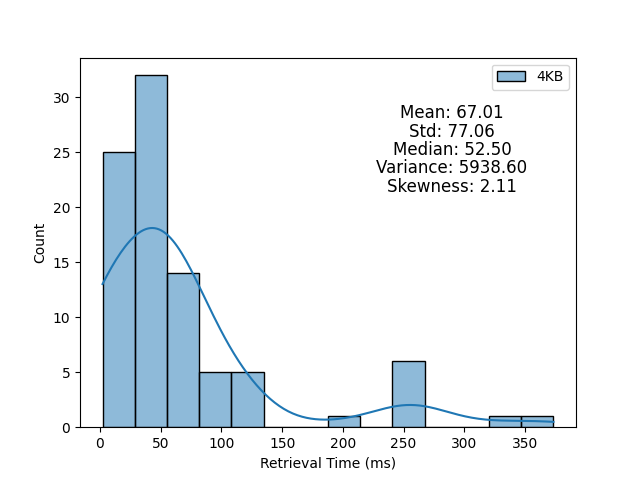 4KB
Mean: 67.01
Std: 77.06
Median: 52.50
Variance: 5938.60
Skewness: 2.11
30
25
20
15
10
5
0
Count
0 50 100 150 200 250 300 350
Retrieval Time (ms)